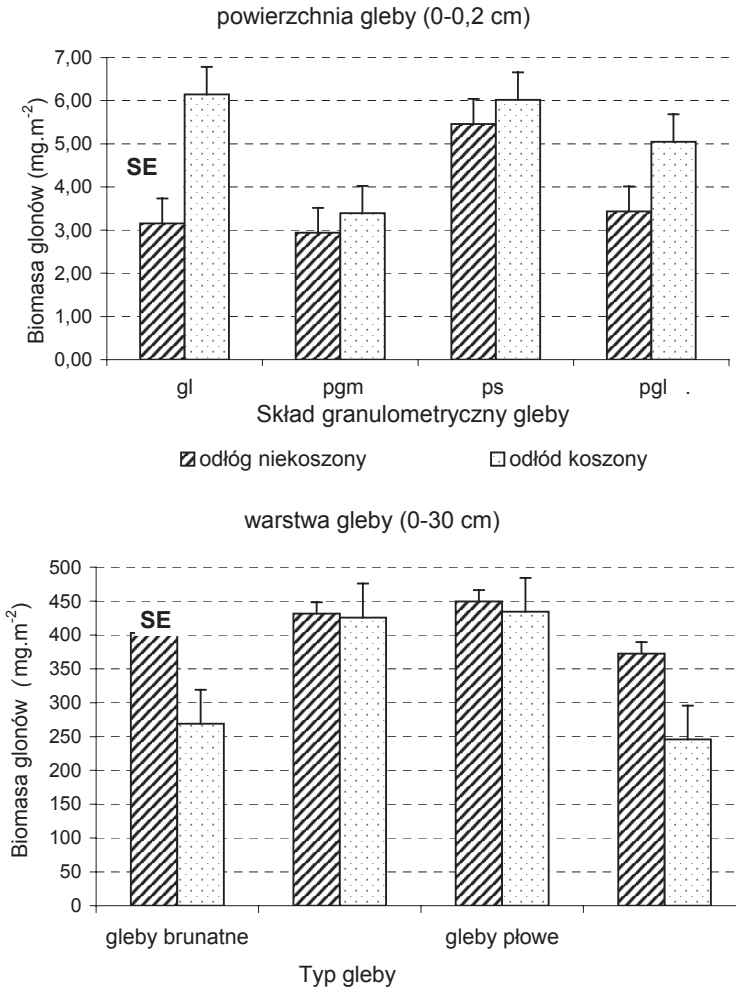 powierzchnia gleby (0-0,2 cm)
Biomasa glonów (mg.m-2)
7,00
6,00
5,00
4,00
3,00
2,00
1,00
0,00
SE
gl pgm ps pgl .
Skład granulometryczny gleby
odłóg niekoszony odłód koszony
warstwa gleby (0-30 cm)
Biomasa glonów ( mg.m-2)
500
450
400
350
300
250
200
150
100
50
0
SE
gleby brunatne gleby płowe
Typ gleby